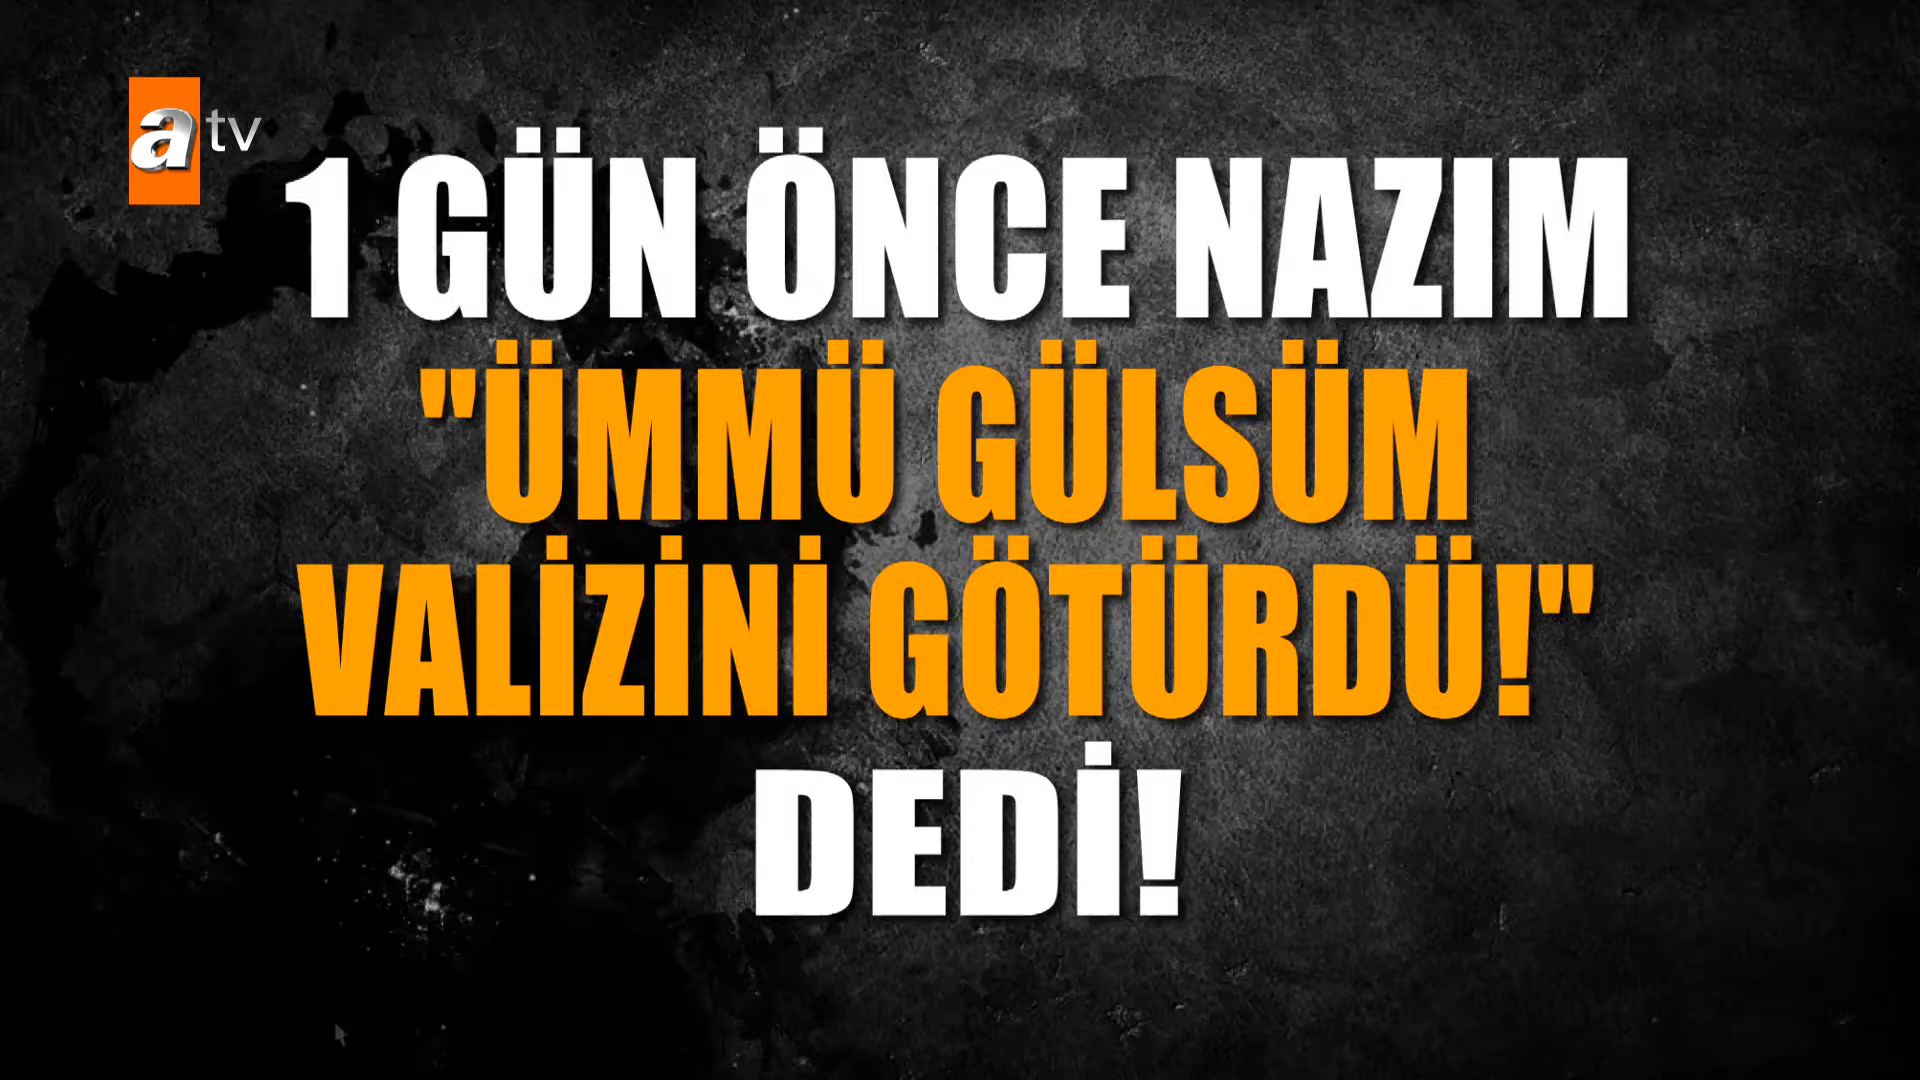 atv
1 GÜN ÖNCE NAZIM
"ÜMMÜ GÜLSÜM
VALİZİNİ GÖTÜRDÜ!"
DEDİ!